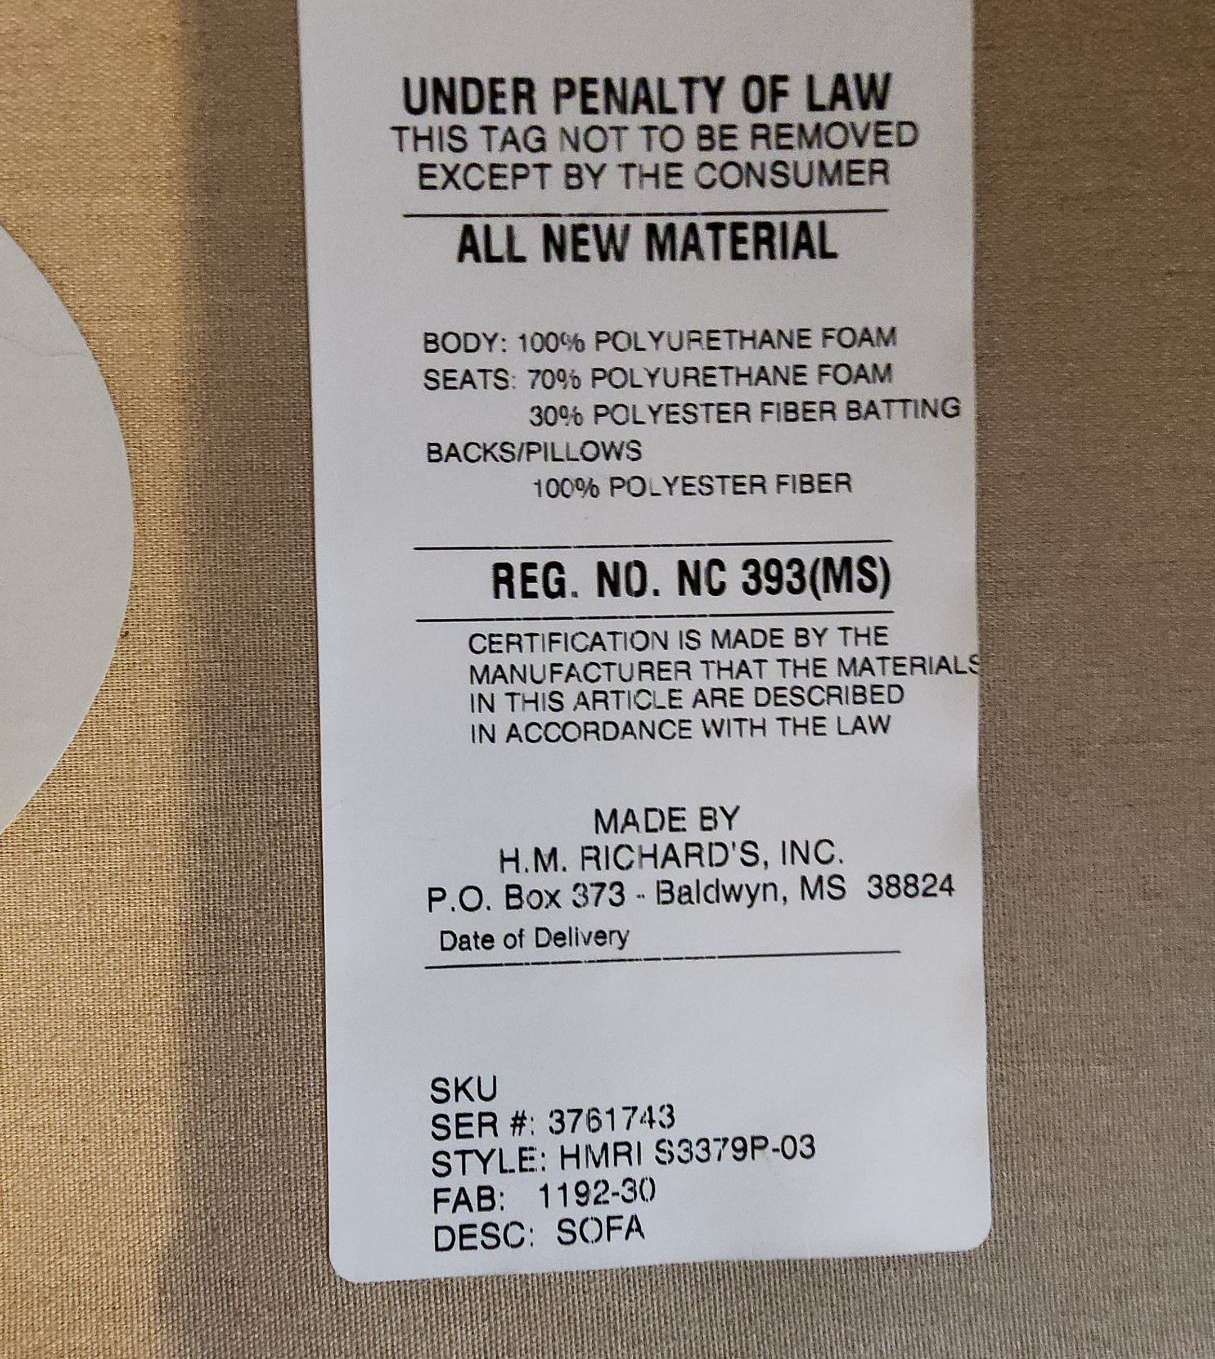 UNDER PENALTY OF LAW
THIS TAG NOT TO BE REMOVED
EXCEPT BY THE CONSUMER
ALL NEW MATERIAL
BODY: 100% POLYURETHANE FOAM
SEATS: 70% POLYURETHANE FOAM
30% POLYESTER FIBER BATTING
BACKS/PILLOWS
100% POLYESTER FIBER
REG. NO. NC 393(MS)
CERTIFICATION IS MADE BY THE
MANUFACTURER THAT THE MATERIALS
IN THIS ARTICLE ARE DESCRIBED
IN ACCORDANCE WITH THE LAW
MADE BY
H.M. RICHARD'S, INC.
P.O. Box 373 - Baldwyn, MS 38824
Date of Delivery
SKU
SER #: 3761743
STYLE: HMRI S3379P-03
FAB: 1192-30
DESC: SOFA